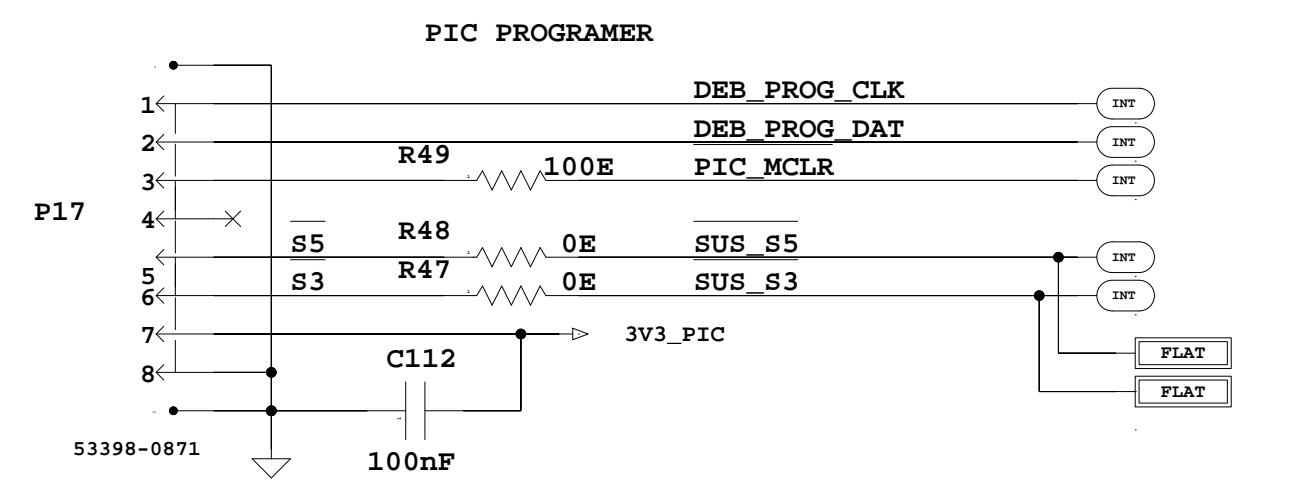 PIC PROGRAMER
1 DEB_PROG_CLK INT
2 DEB_PROG_DAT INT
3 R49 100E PIC_MCLR INT
P17 4
5 S5 R48 0E SUS_S5 INT
6 S3 R47 0E SUS_S3 INT
7 3V3_PIC
8 C112 FLAT
FLAT
53398-0871
100nF